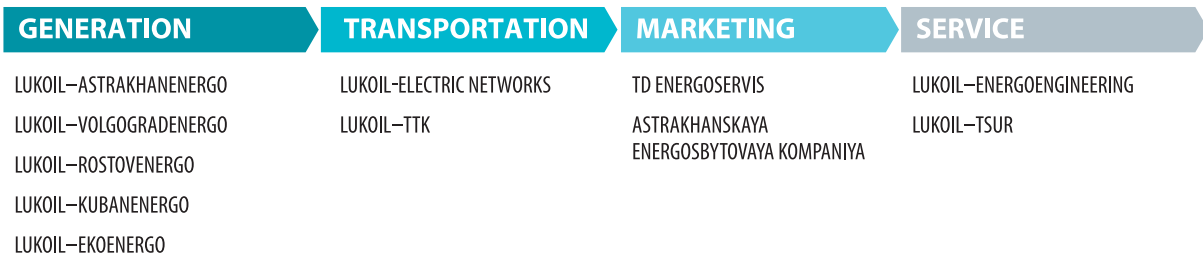 GENERATION
LUKOIL–ASTRAKHANENERGO
LUKOIL–VOLGOGRADENERGO
LUKOIL–ROSTOVENERGO
LUKOIL–KUBANENERGO
LUKOIL–EKOENERGO
TRANSPORTATION
LUKOIL-ELECTRIC NETWORKS
LUKOIL–TTK
MARKETING
TD ENERGOSERVIS
ASTRAKHANSKAYA
ENERGOSBYTOVAYA KOMPANIYA
SERVICE
LUKOIL–ENERGOENGINEERING
LUKOIL–TSUR